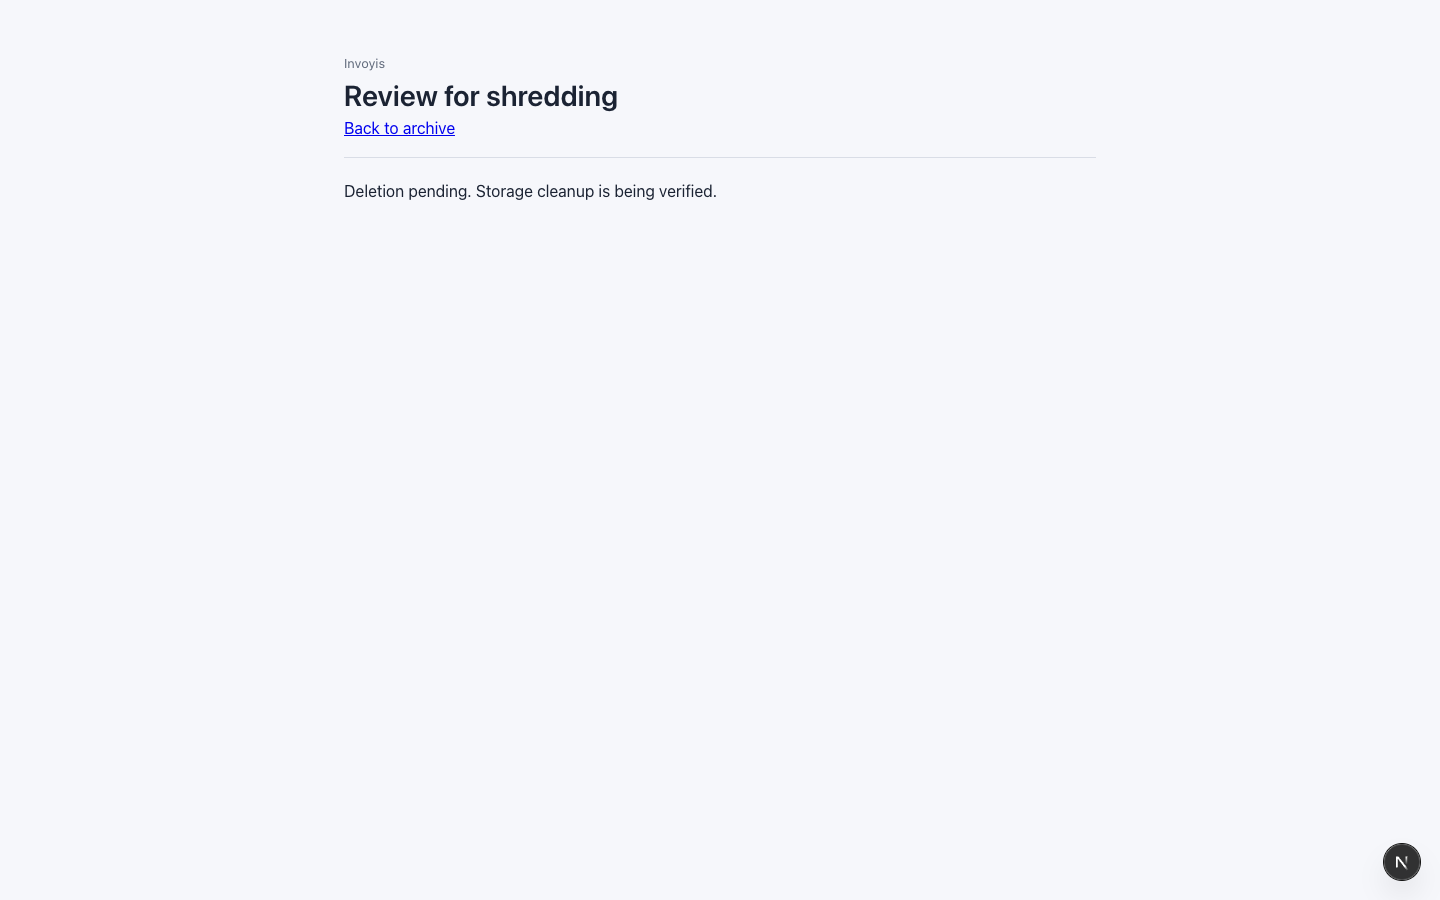 Invoyis
Review for shredding
Back to archive
Deletion pending. Storage cleanup is being verified.
N